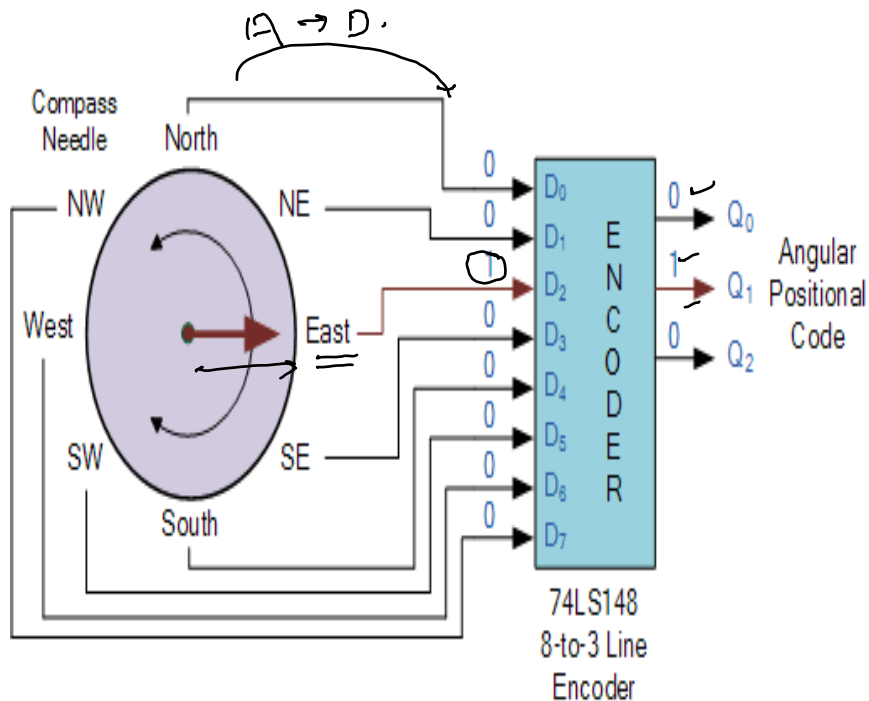 A → D.
Compass
Needle
North
NW
NE
West
East
SW
SE
South
0
D0
0
D1
1
D2
0
D3
0
D4
0
D5
0
D6
0
D7
E
N
C
O
D
E
R
0
Q0
1
Q1
0
Q2
Angular
Positional
Code
74LS148
8-to-3 Line
Encoder